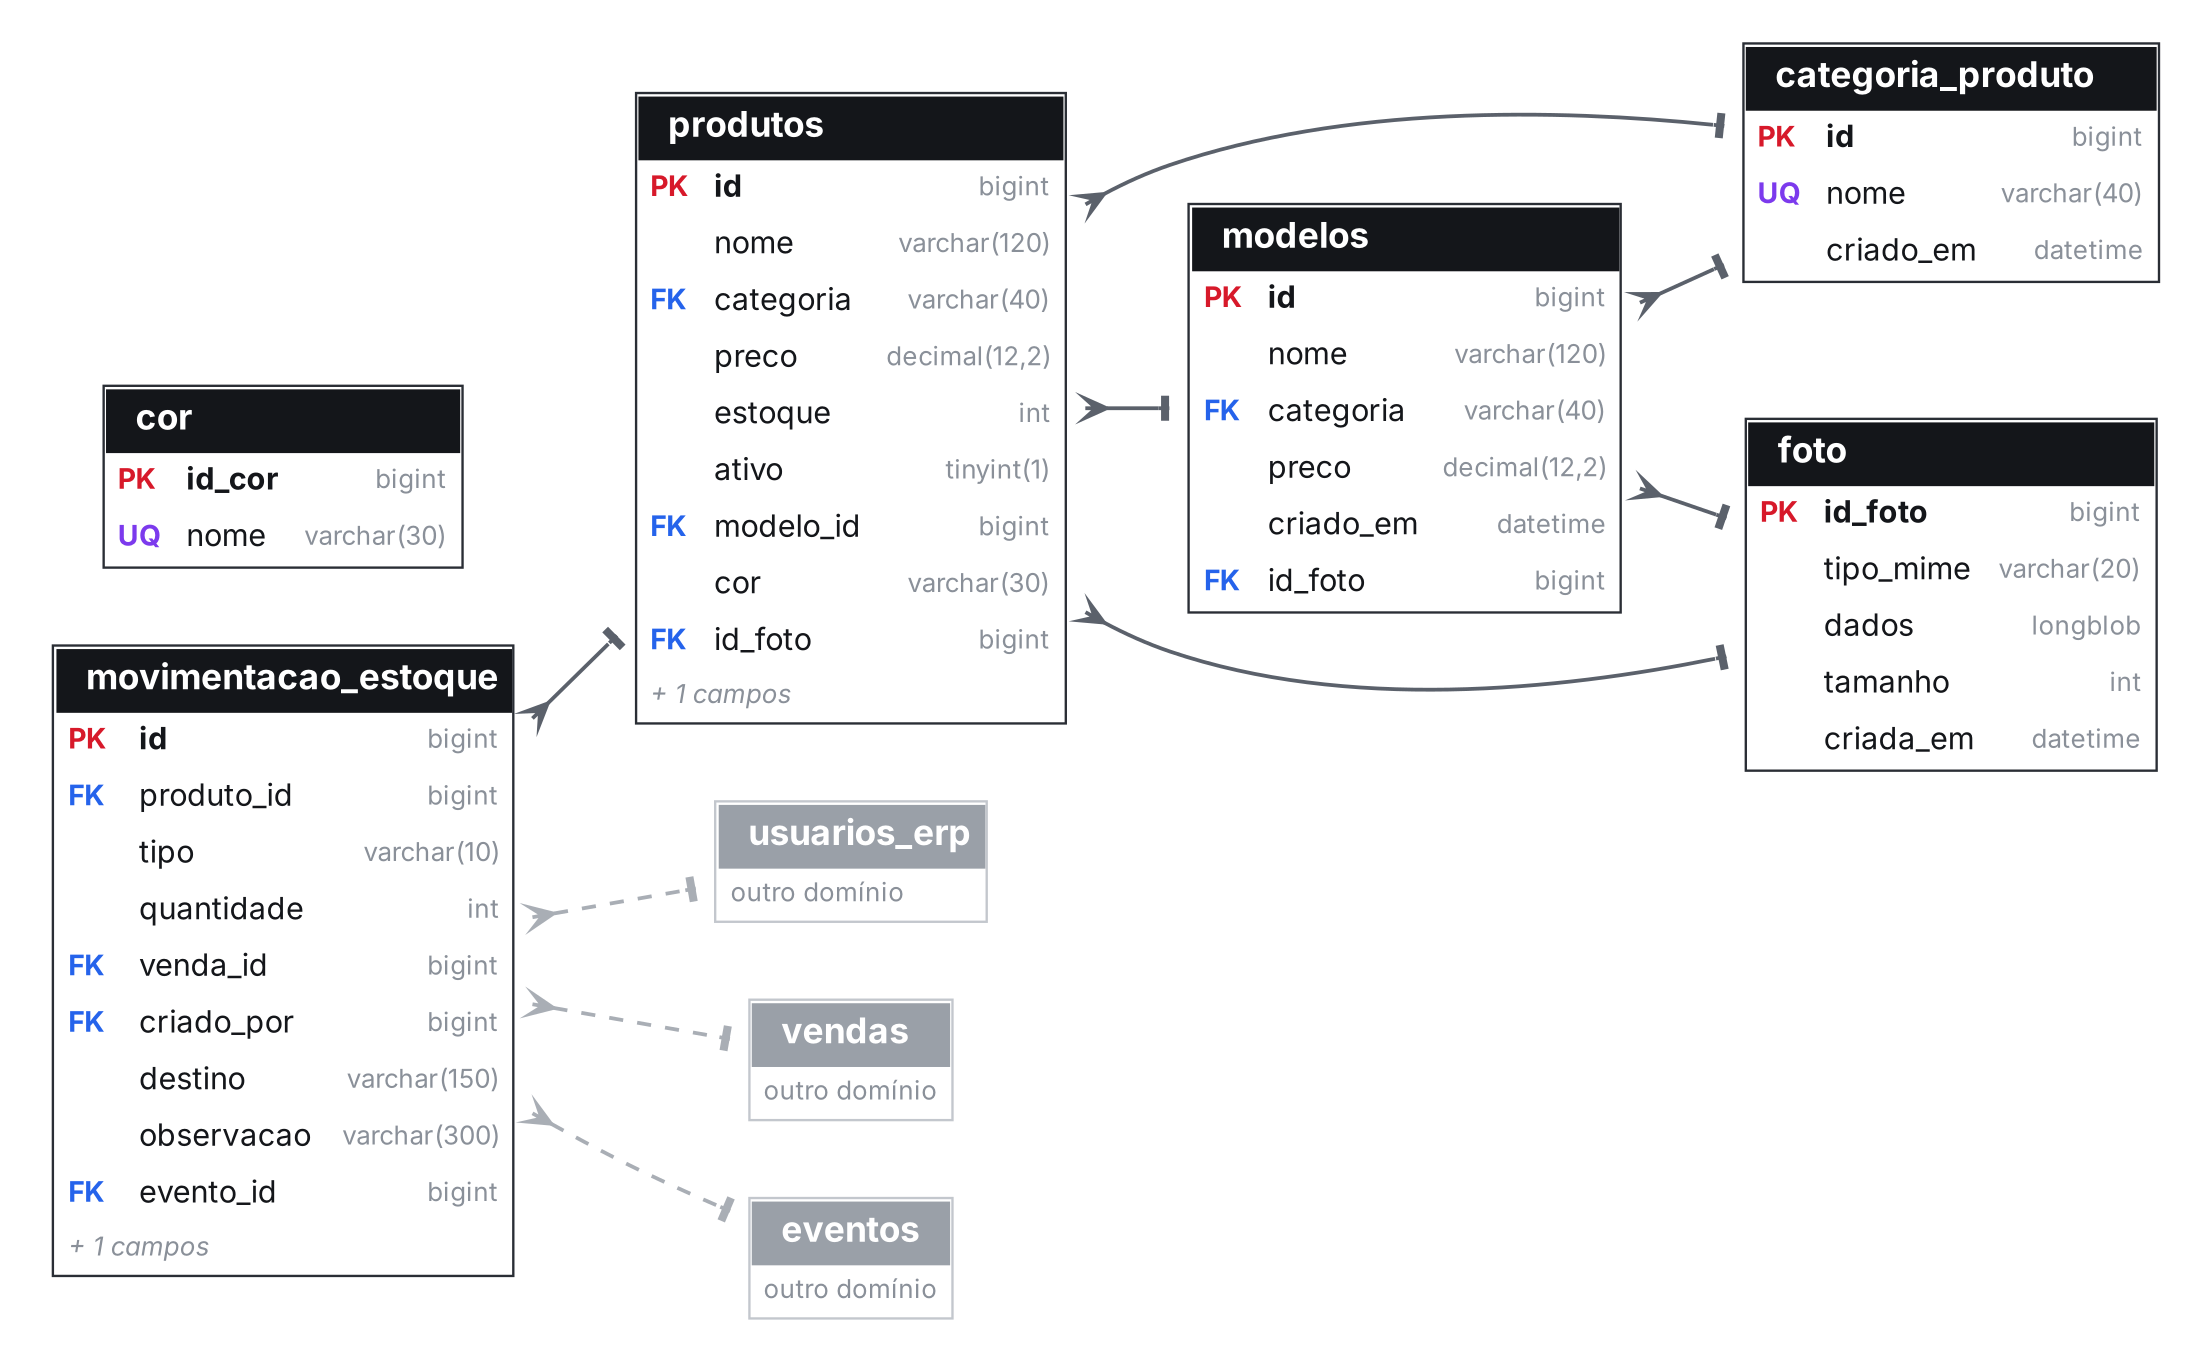 categoria_produto
PK id bigint
UQ nome varchar(40)
criado_em datetime
produtos
PK id bigint
nome varchar(120)
FK categoria varchar(40)
preco decimal(12,2)
estoque int
ativo tinyint(1)
FK modelo_id bigint
cor varchar(30)
FK id_foto bigint
+ 1 campos
modelos
PK id bigint
nome varchar(120)
FK categoria varchar(40)
preco decimal(12,2)
criado_em datetime
FK id_foto bigint
cor
PK id_cor bigint
UQ nome varchar(30)
foto
PK id_foto bigint
tipo_mime varchar(20)
dados longblob
tamanho int
criada_em datetime
movimentacao_estoque
PK id bigint
FK produto_id bigint
tipo varchar(10)
quantidade int
FK venda_id bigint
FK criado_por bigint
destino varchar(150)
observacao varchar(300)
FK evento_id bigint
+ 1 campos
usuarios_erp
outro domínio
vendas
outro domínio
eventos
outro domínio